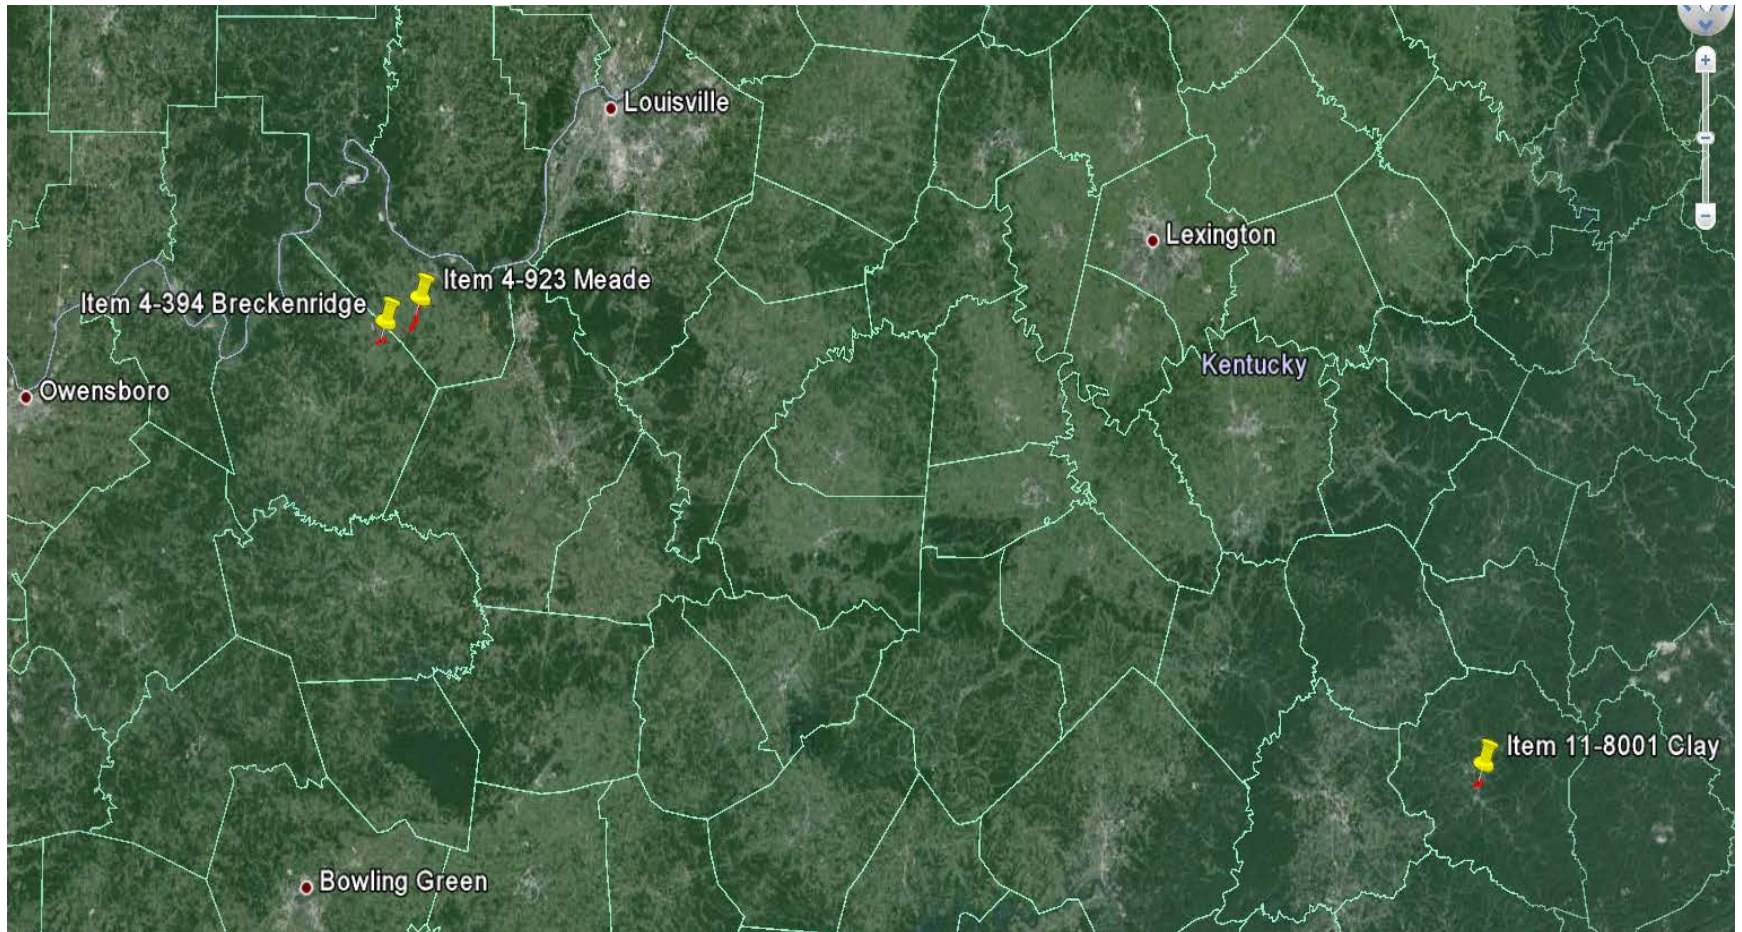 Louisville
Lexington
Item 4-923 Meade
Item 4-394 Breckenridge
Kentucky
Owensboro
Item 11-8001 Clay
Bowling Green